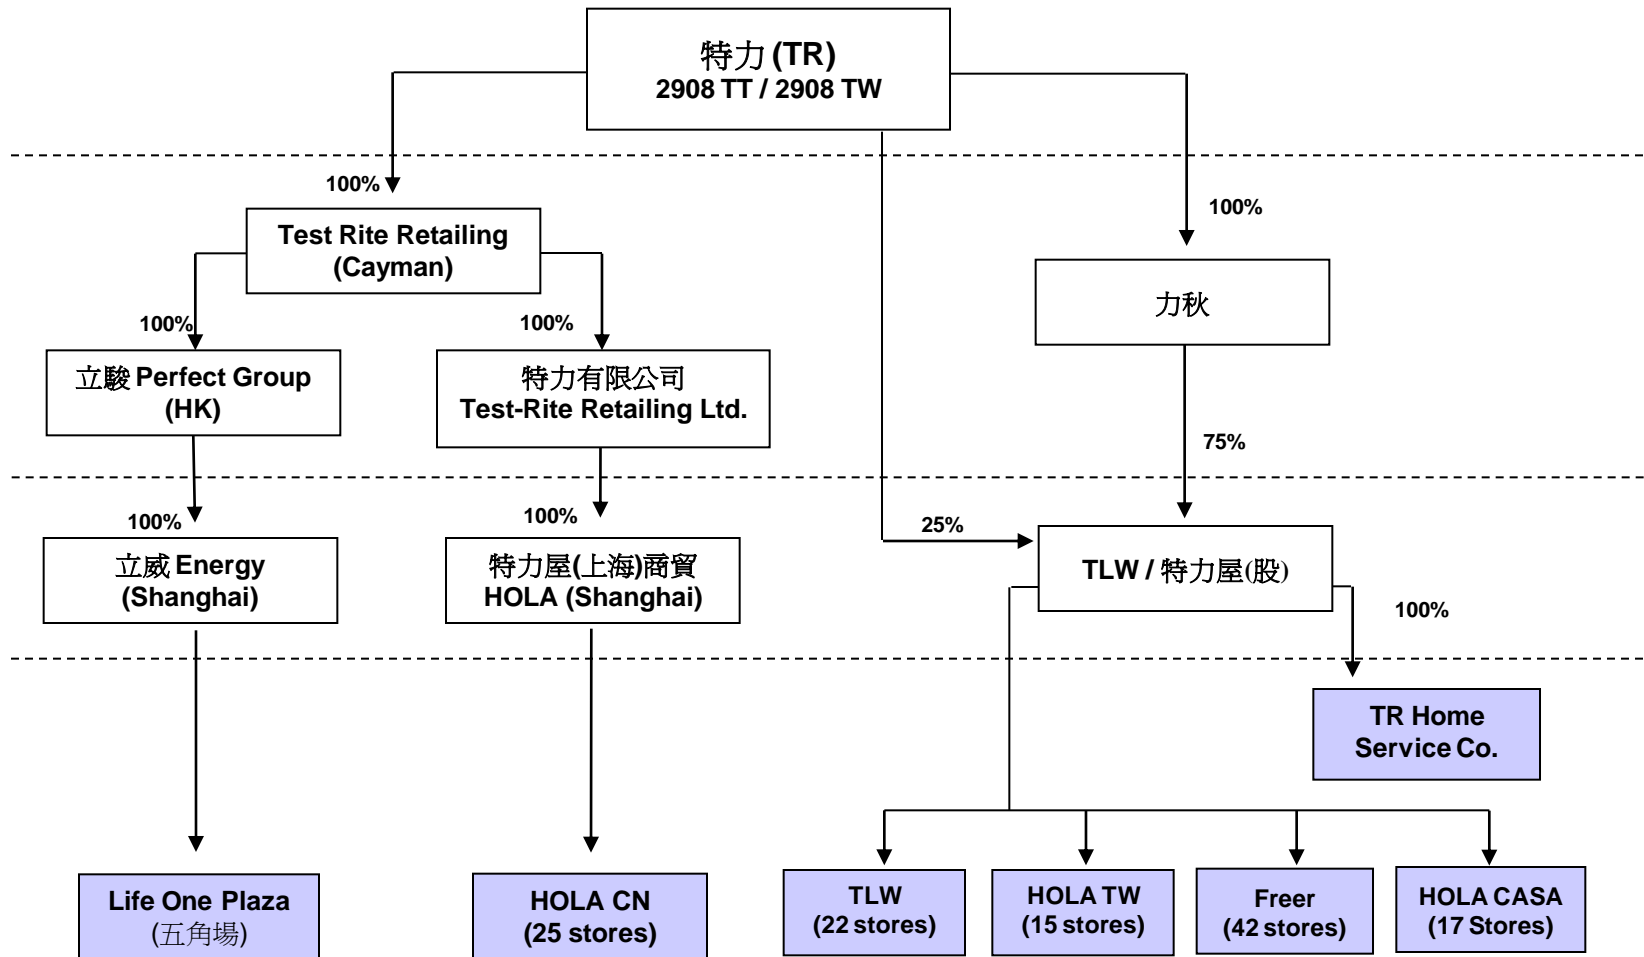 特力 (TR)
2908 TT / 2908 TW
100%
100%
Test Rite Retailing
(Cayman)
力秋
100%
100%
立駿 Perfect Group
(HK)
特力有限公司
Test-Rite Retailing Ltd.
75%
100%
100%
25%
立威 Energy
(Shanghai)
特力屋(上海)商貿
HOLA (Shanghai)
TLW / 特力屋(股)
100%
TR Home
Service Co.
Life One Plaza
(五角場)
HOLA CN
(25 stores)
TLW
(22 stores)
HOLA TW
(15 stores)
Freer
(42 stores)
HOLA CASA
(17 Stores)